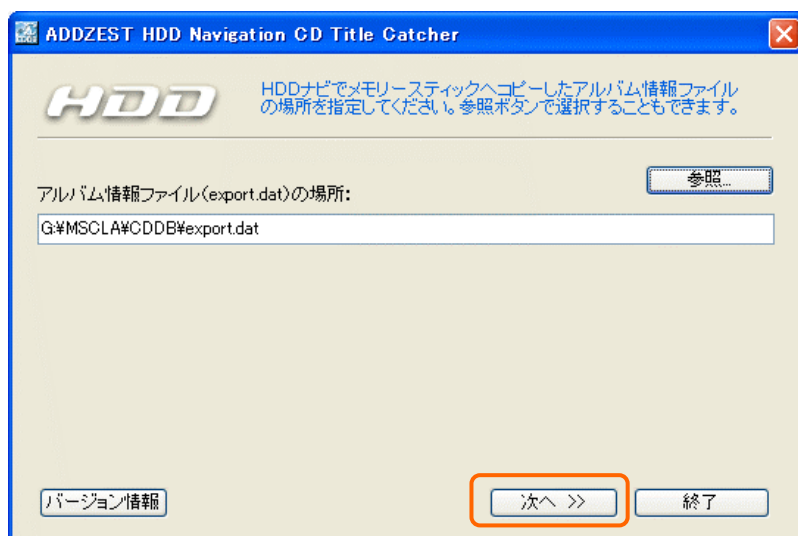 ADDZEST HDD Navigation CD Title Catcher
HDD
HDDナビでメモリースティックへコピーしたアルバム情報ファイル
の場所を指定してください。参照ボタンで選択することもできます。
参照...
アルバム情報ファイル(export.dat)の場所:
G:¥MSCLA¥CDDB¥export.dat
バージョン情報
次へ >>
終了